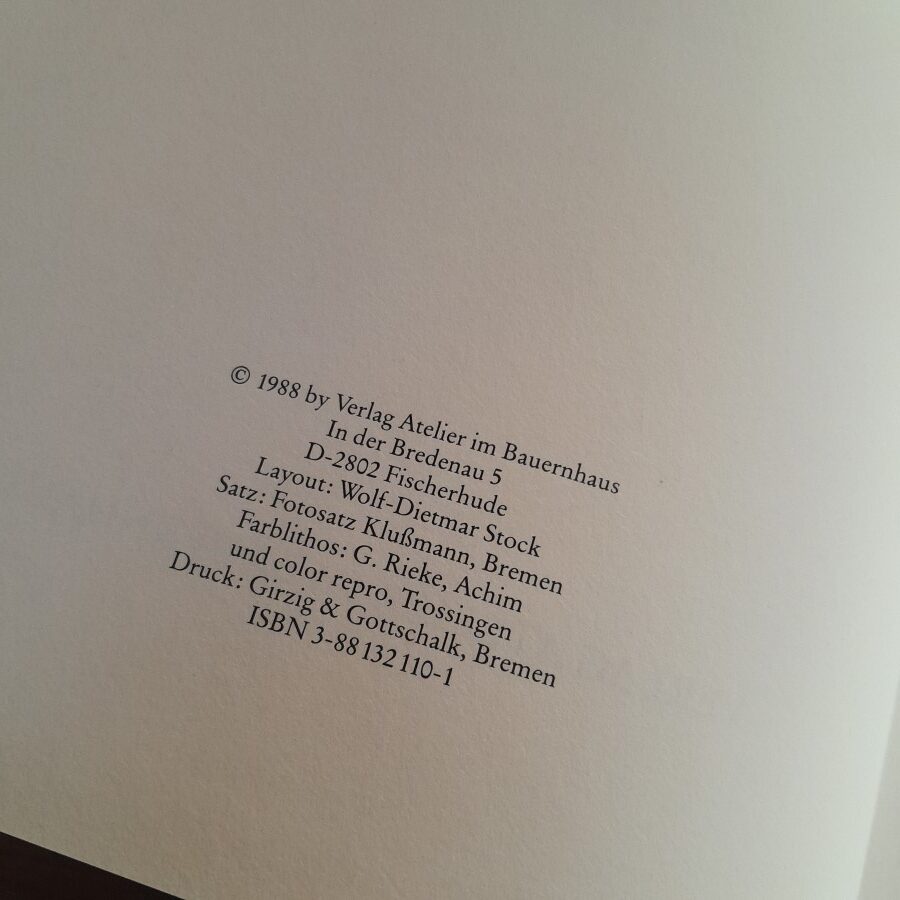 © 1988 by Verlag Atelier im Bauernhaus
In der Bredenau 5
D-2802 Fischerhude
Layout: Wolf-Dietmar Stock
Satz: Fotosatz Klußmann, Bremen
Farblithos: G. Rieke, Achim
und color repro, Trossingen
Druck: Girzig & Gottschalk, Bremen
ISBN 3-88 132 110-1